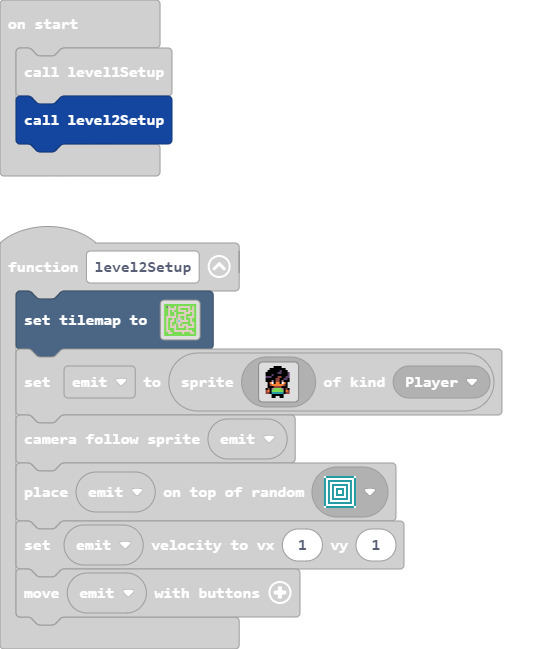 on start
call level1Setup
call level2Setup
function level2Setup
set tilemap to
set emit to sprite of kind Player
camera follow sprite emit
place emit on top of random
set emit velocity to vx 1 vy 1
move emit with buttons